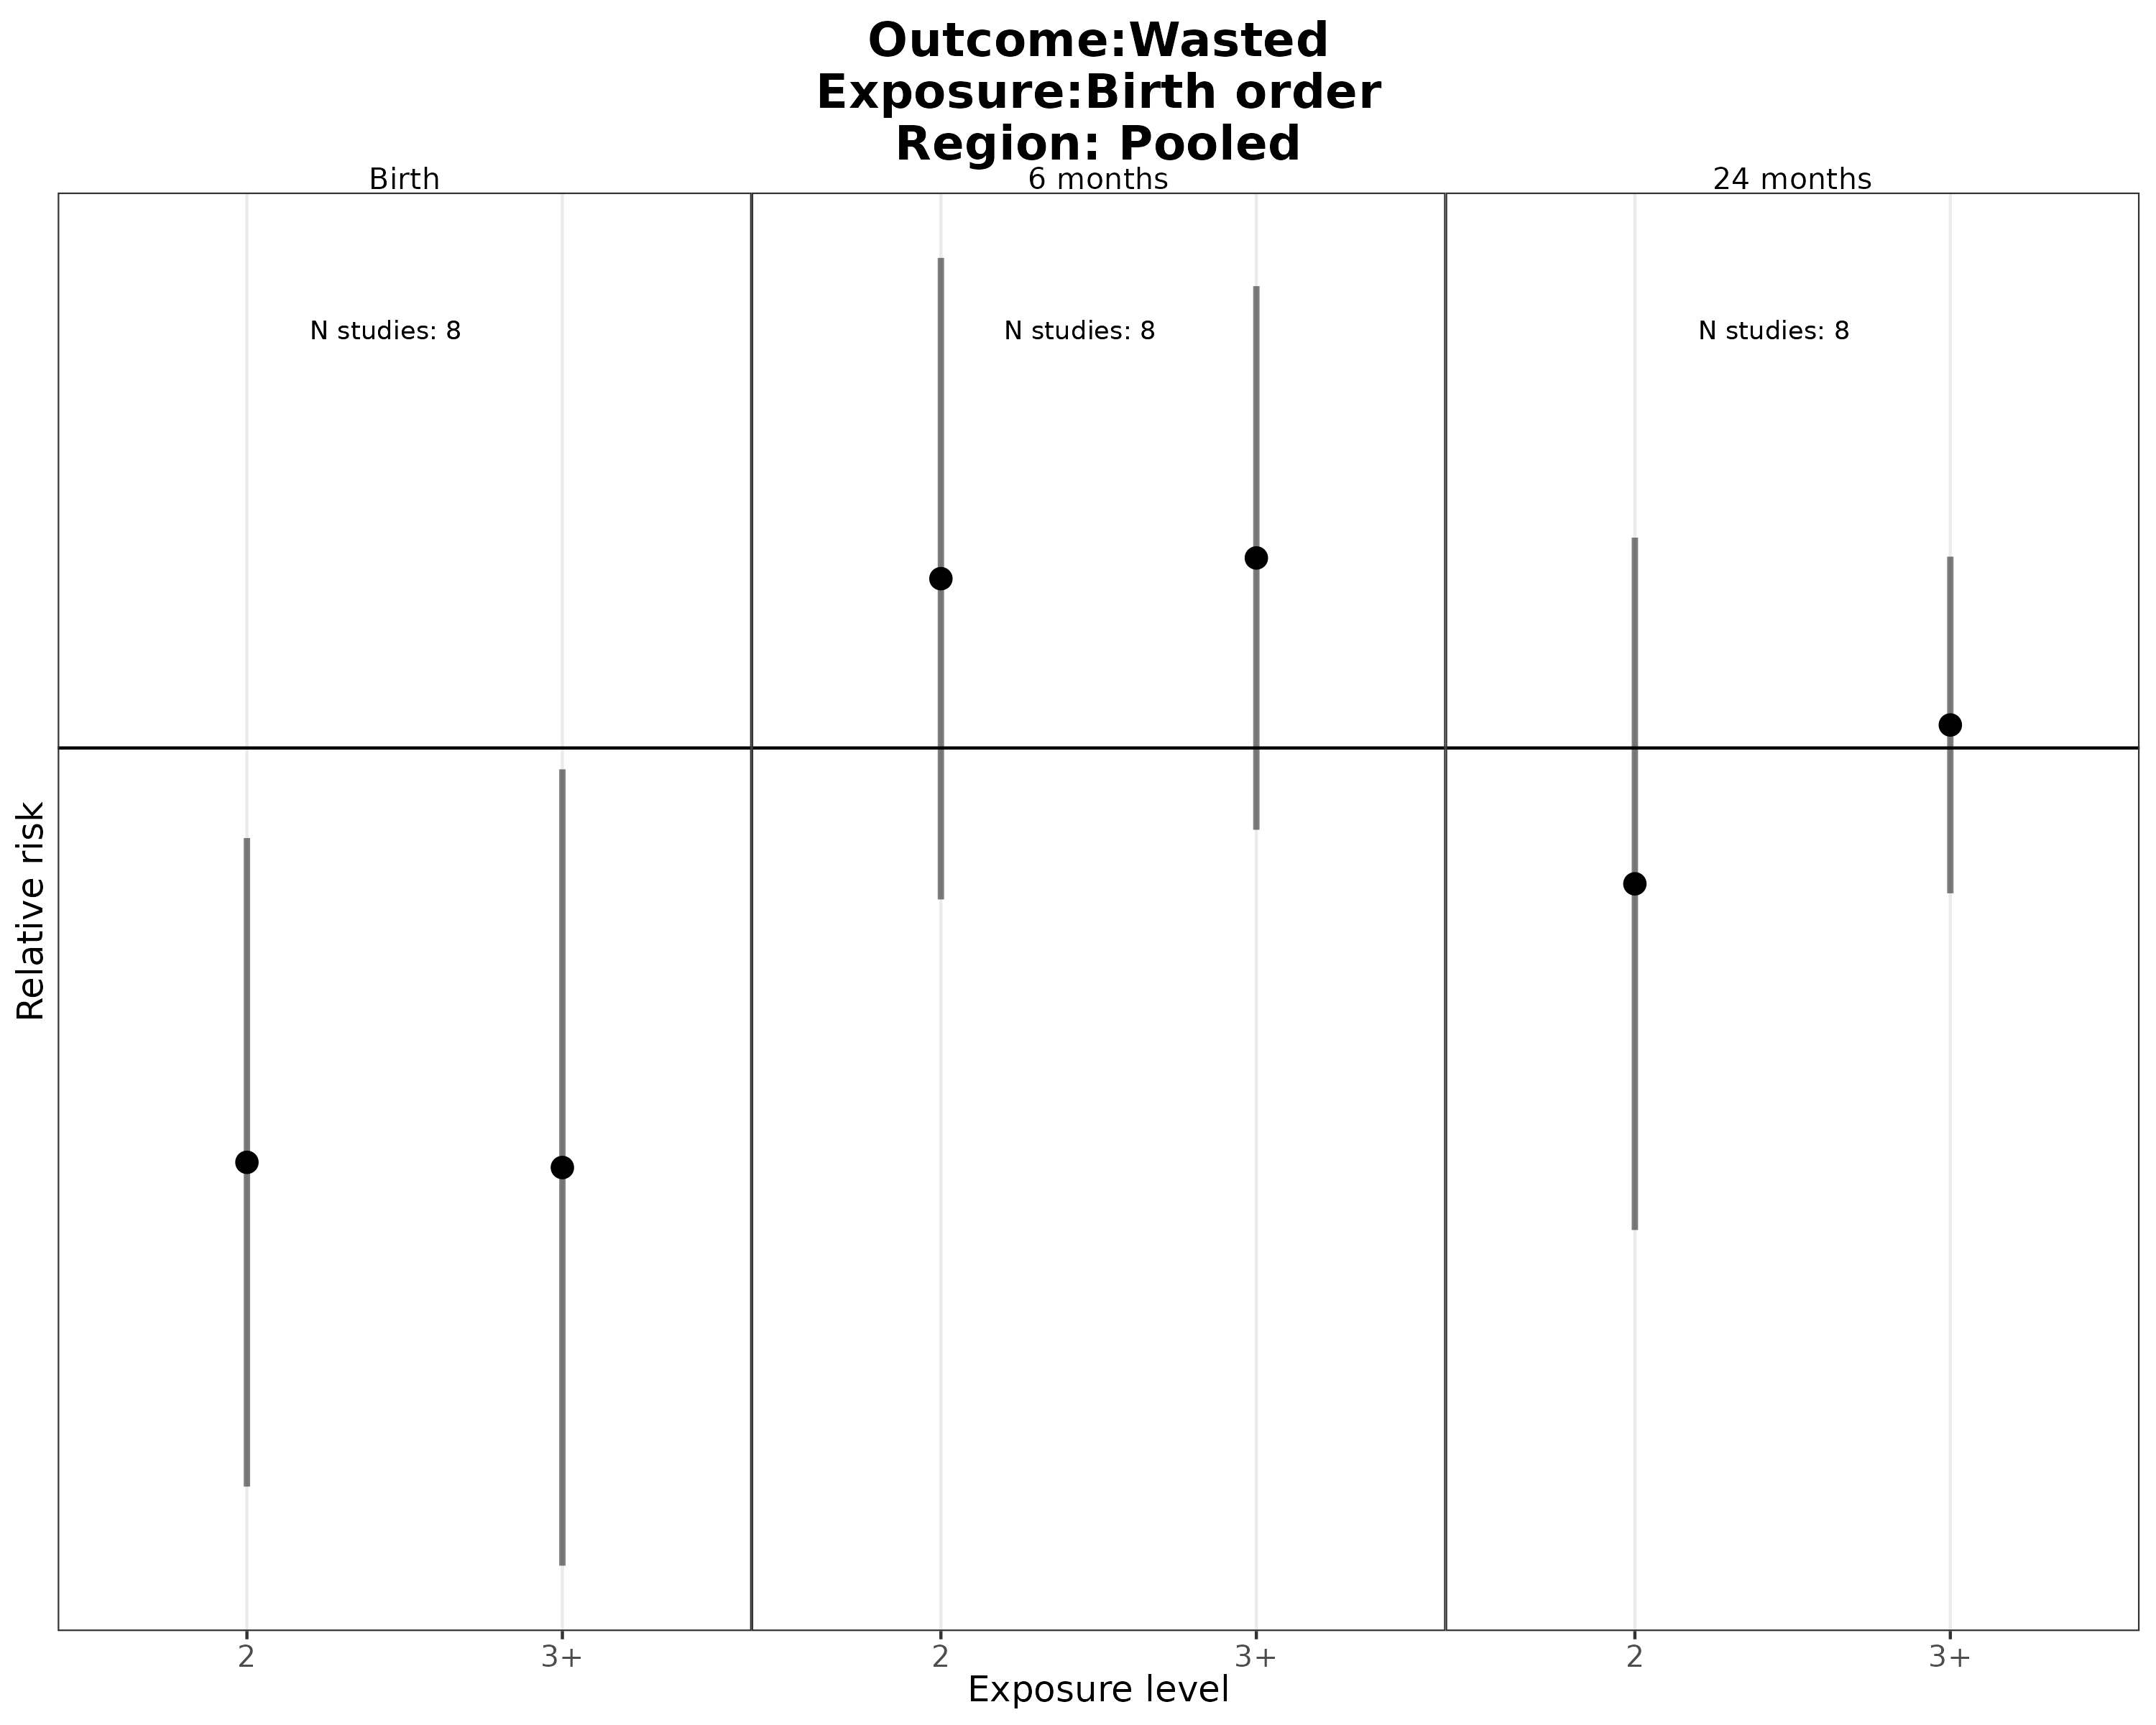 Outcome:Wasted
Exposure:Birth order
Region: Pooled
Birth
6 months
24 months
N studies: 8
N studies: 8
N studies: 8
Relative risk
2
3+
2
3+
2
3+
Exposure level